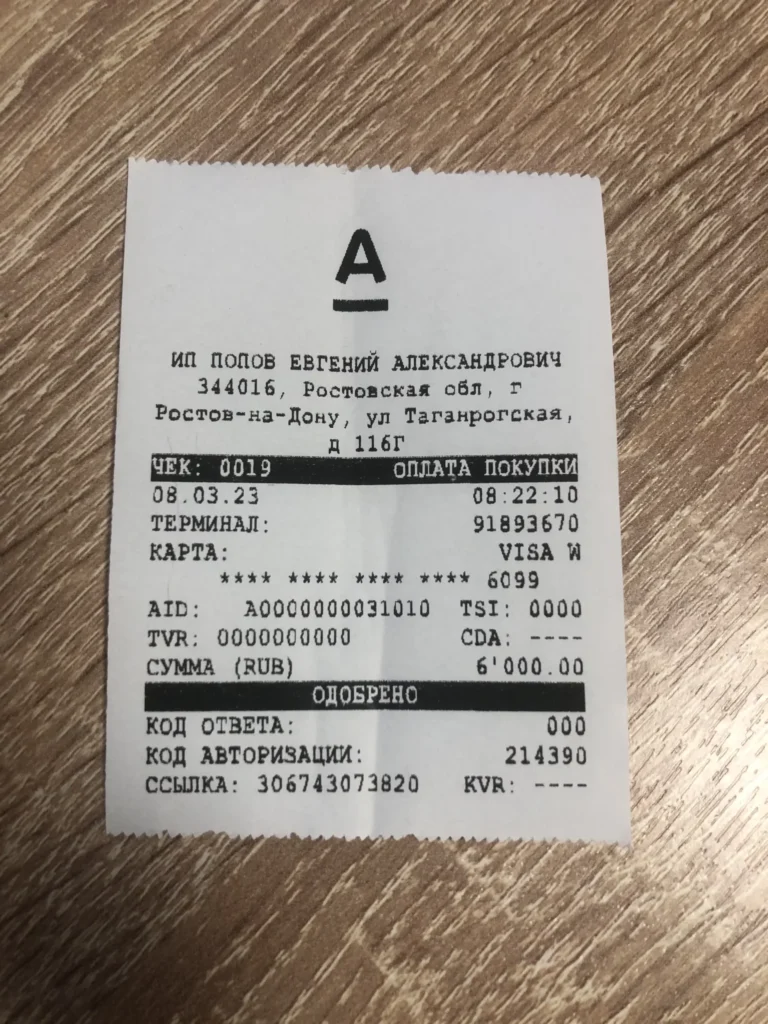 А
ИП ПОПОВ ЕВГЕНИЙ АЛЕКСАНДРОВИЧ
344016, Ростовская обл, г
Ростов-на-Дону, ул Таганрогская,
д 116Г
ЧЕК: 0019 ОПЛАТА ПОКУПКИ
08.03.23 08:22:10
ТЕРМИНАЛ: 91893670
КАРТА: VISA W
**** **** **** **** 6099
AID: A0000000031010 TSI: 0000
TVR: 0000000000 CDA: ----
СУММА (RUB) 6'000.00
ОДОБРЕНО
КОД ОТВЕТА: 000
КОД АВТОРИЗАЦИИ: 214390
ССЫЛКА: 306743073820 KVR: ----